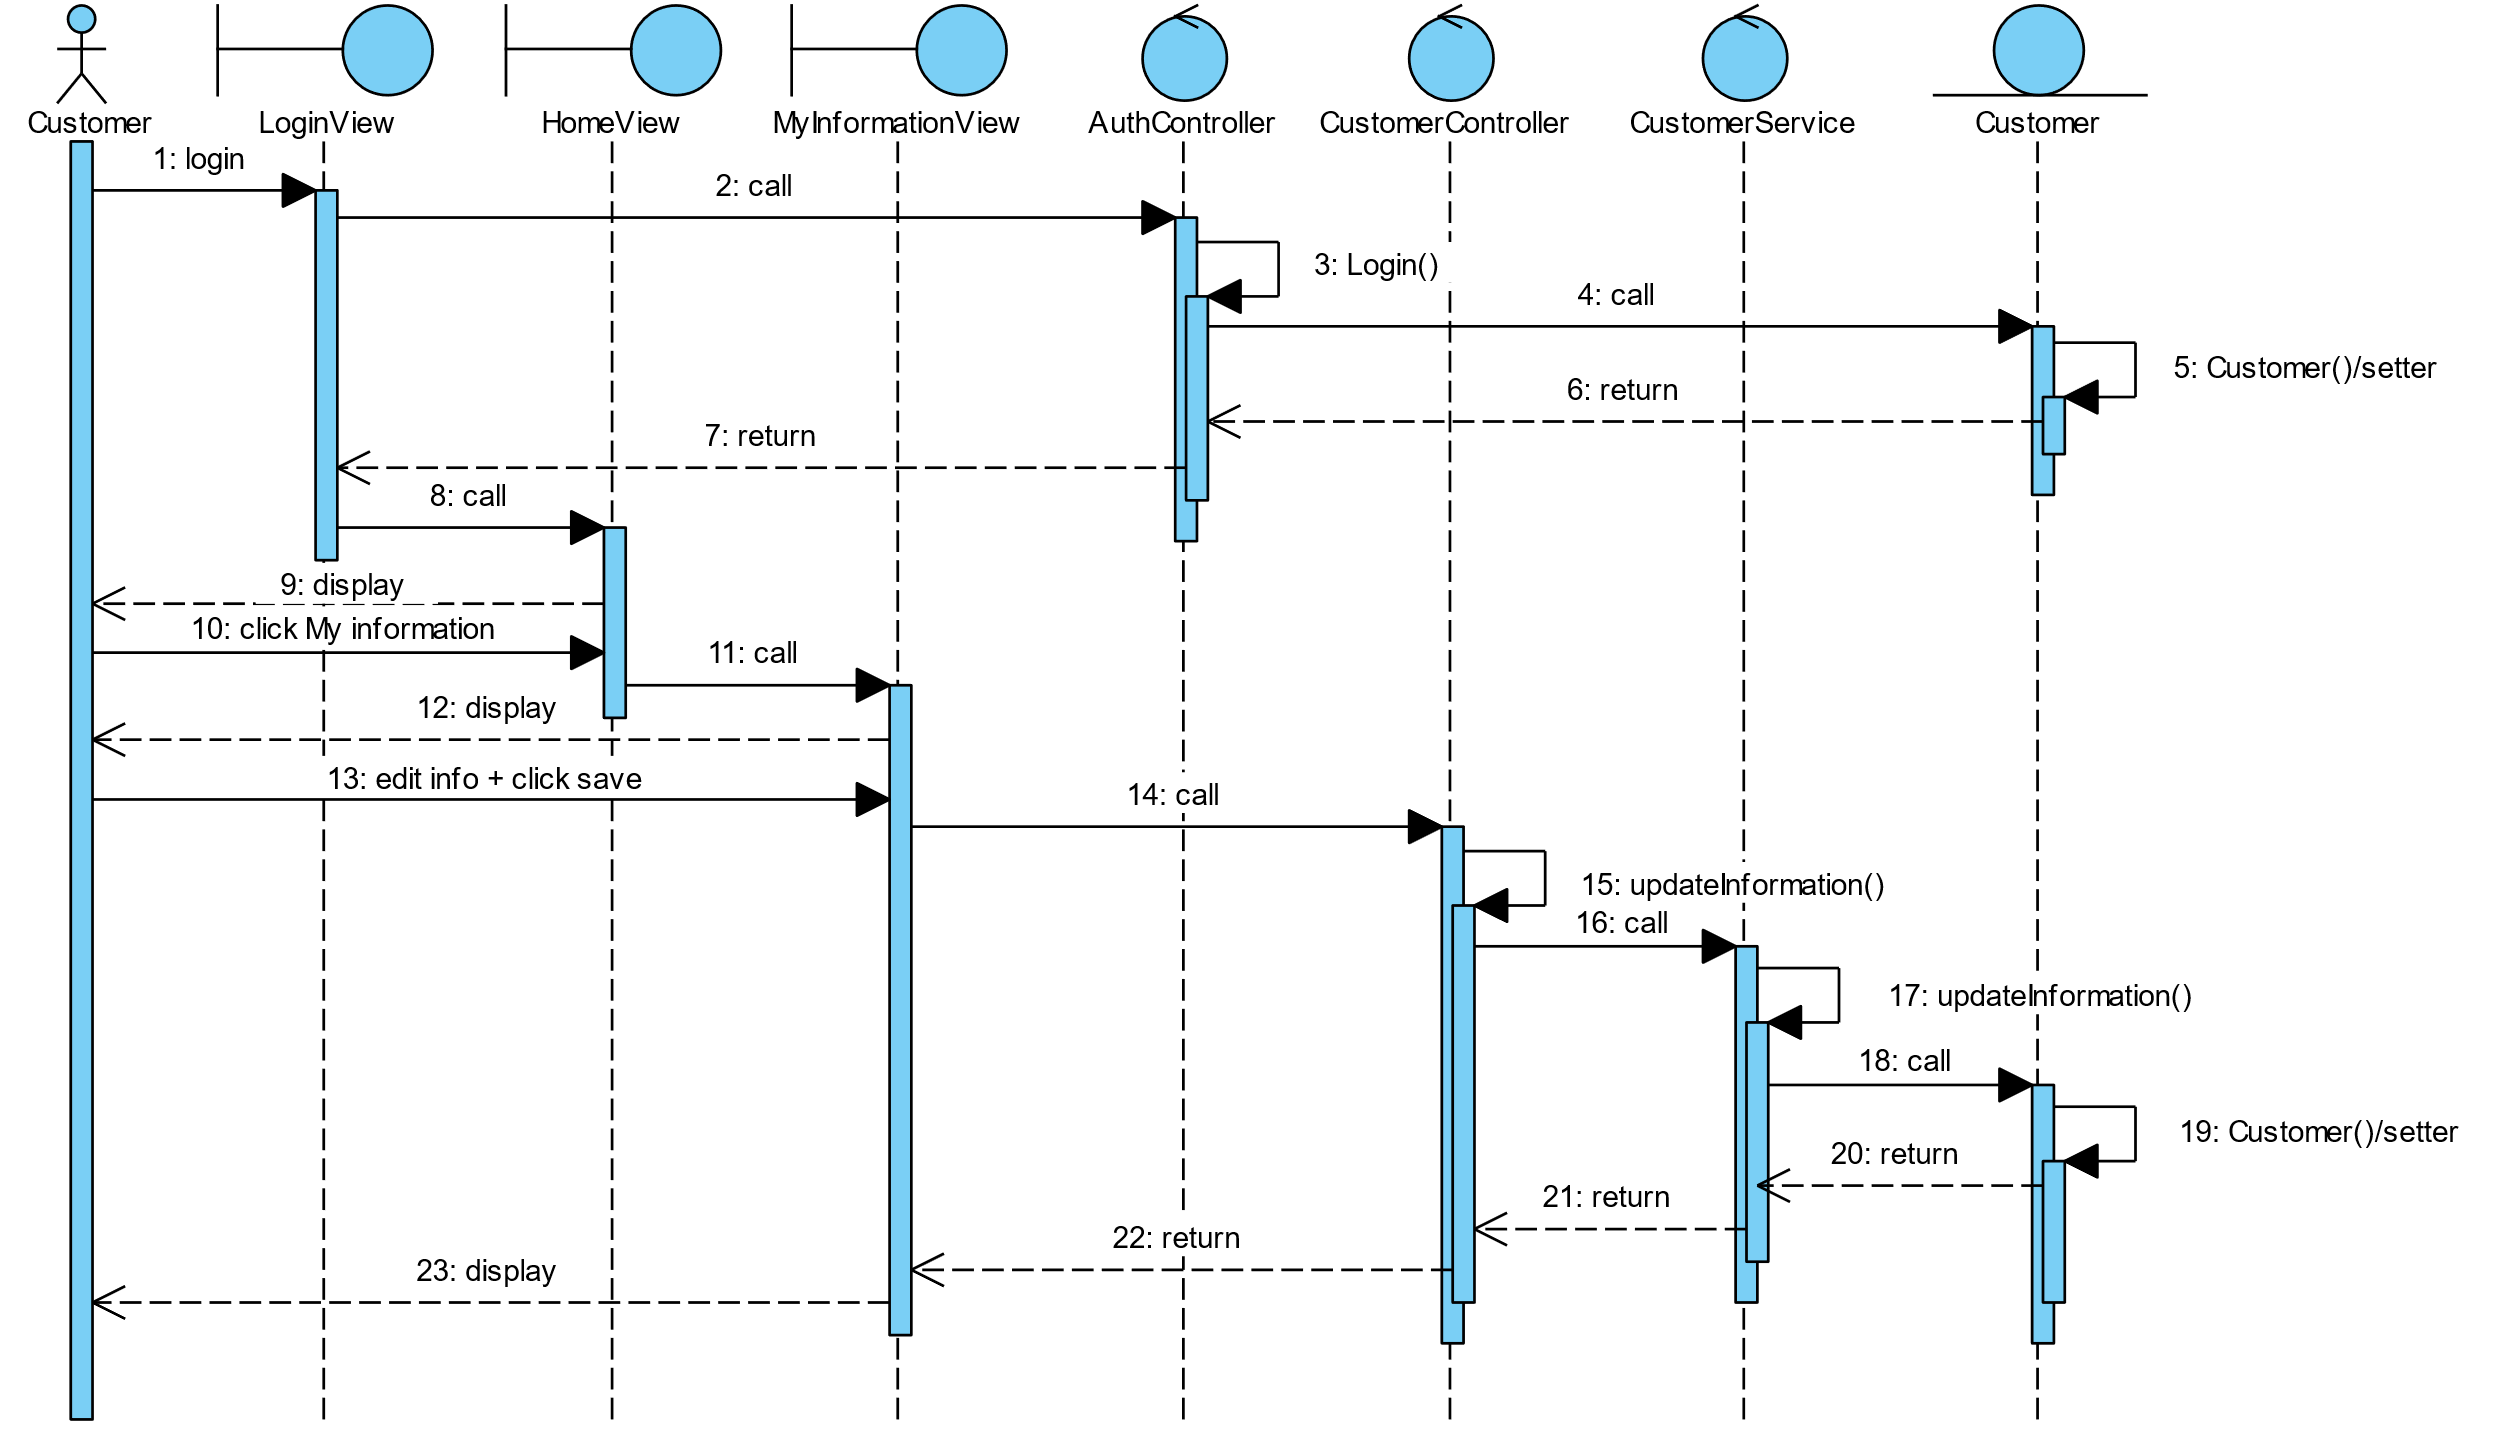 Customer
LoginView
HomeView
MyInformationView
AuthController
CustomerController
CustomerService
Customer
1: login
2: call
3: Login()
4: call
5: Customer()/setter
6: return
7: return
8: call
9: display
10: click My information
11: call
12: display
13: edit info + click save
14: call
15: updateInformation()
16: call
17: updateInformation()
18: call
19: Customer()/setter
20: return
21: return
22: return
23: display